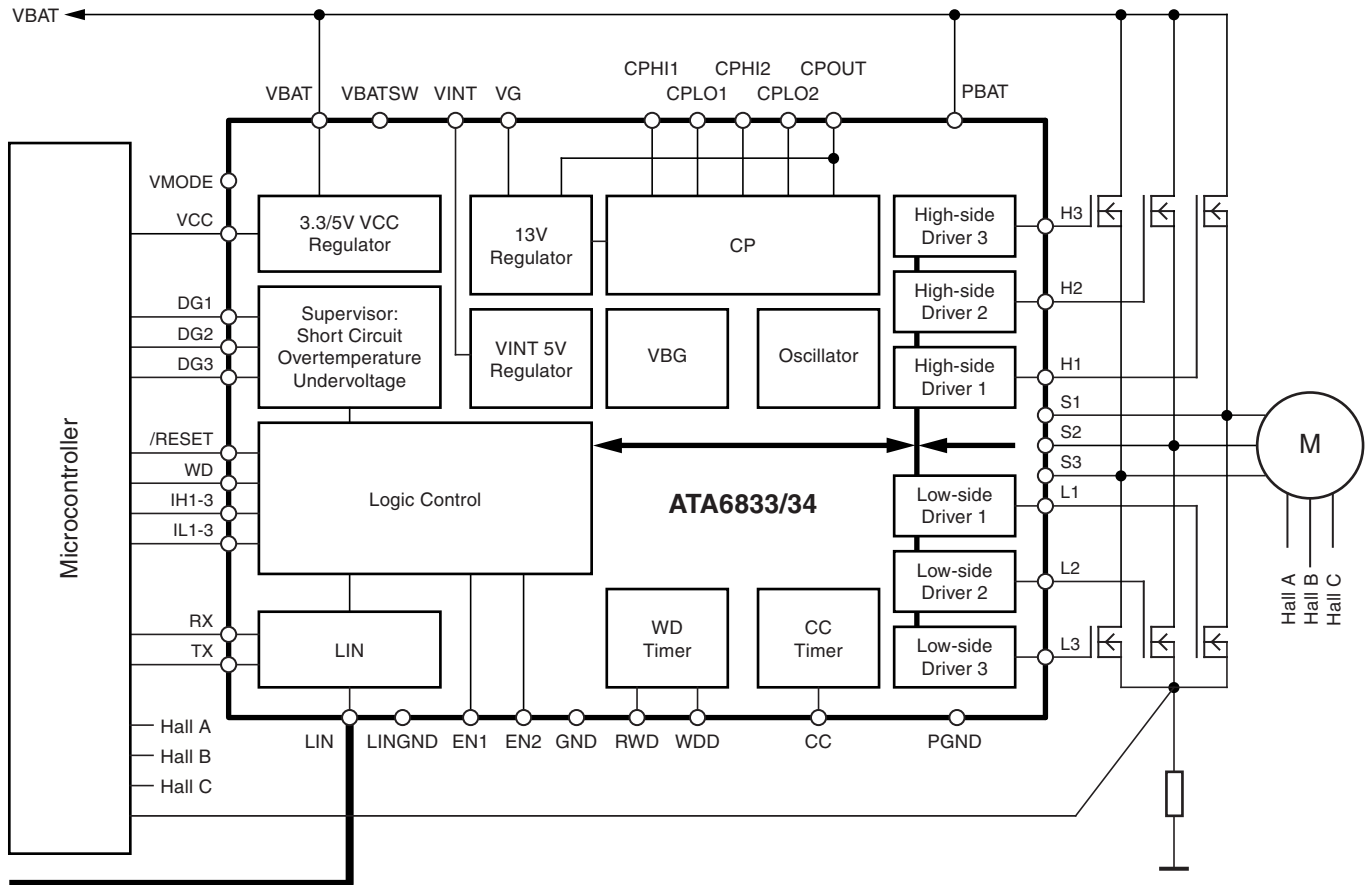 VBAT
CPHI1
CPHI2
CPOUT
VBAT
VBATSW
VINT
VG
CPLO1
CPLO2
PBAT
VMODE
VCC
3.3/5V VCC
Regulator
13V
Regulator
CP
High-side
Driver 3
H3
High-side
Driver 2
H2
DG1
DG2
DG3
Supervisor:
Short Circuit
Overtemperature
Undervoltage
VINT 5V
Regulator
VBG
Oscillator
High-side
Driver 1
H1
S1
S2
S3
M
Microcontroller
/RESET
WD
IH1-3
IL1-3
Logic Control
ATA6833/34
Low-side
Driver 1
L1
Low-side
Driver 2
L2
Hall A
Hall B
Hall C
RX
TX
LIN
WD
Timer
CC
Timer
Low-side
Driver 3
L3
Hall A
Hall B
Hall C
LIN
LINGND
EN1
EN2
GND
RWD
WDD
CC
PGND